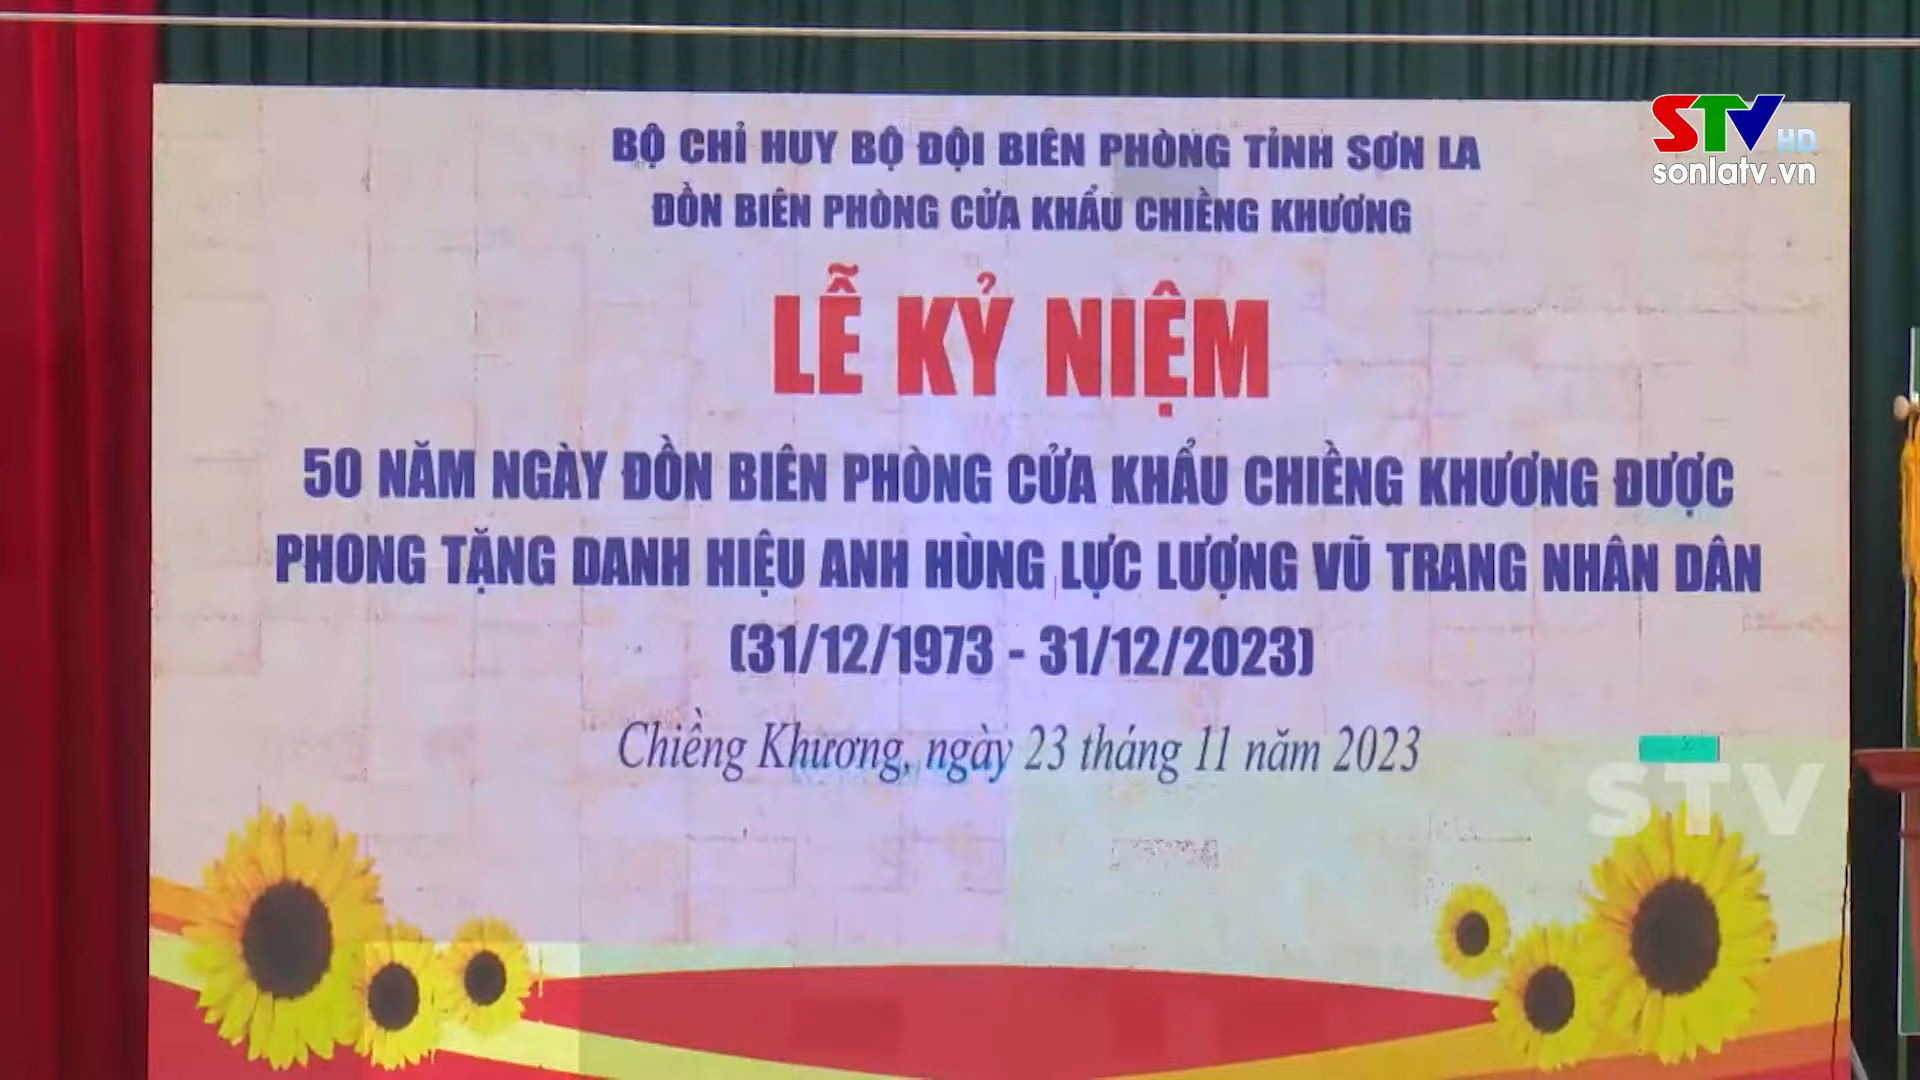 STV HD
sonlatv.vn
BỘ CHỈ HUY BỘ ĐỘI BIÊN PHÒNG TỈNH SƠN LA
ĐỒN BIÊN PHÒNG CỬA KHẨU CHIỀNG KHƯƠNG
LỄ KỶ NIỆM
50 NĂM NGÀY ĐỒN BIÊN PHÒNG CỬA KHẨU CHIỀNG KHƯƠNG ĐƯỢC
PHONG TẶNG DANH HIỆU ANH HÙNG LỰC LƯỢNG VŨ TRANG NHÂN DÂN
(31/12/1973 - 31/12/2023)
Chiềng Khương, ngày 23 tháng 11 năm 2023
STV